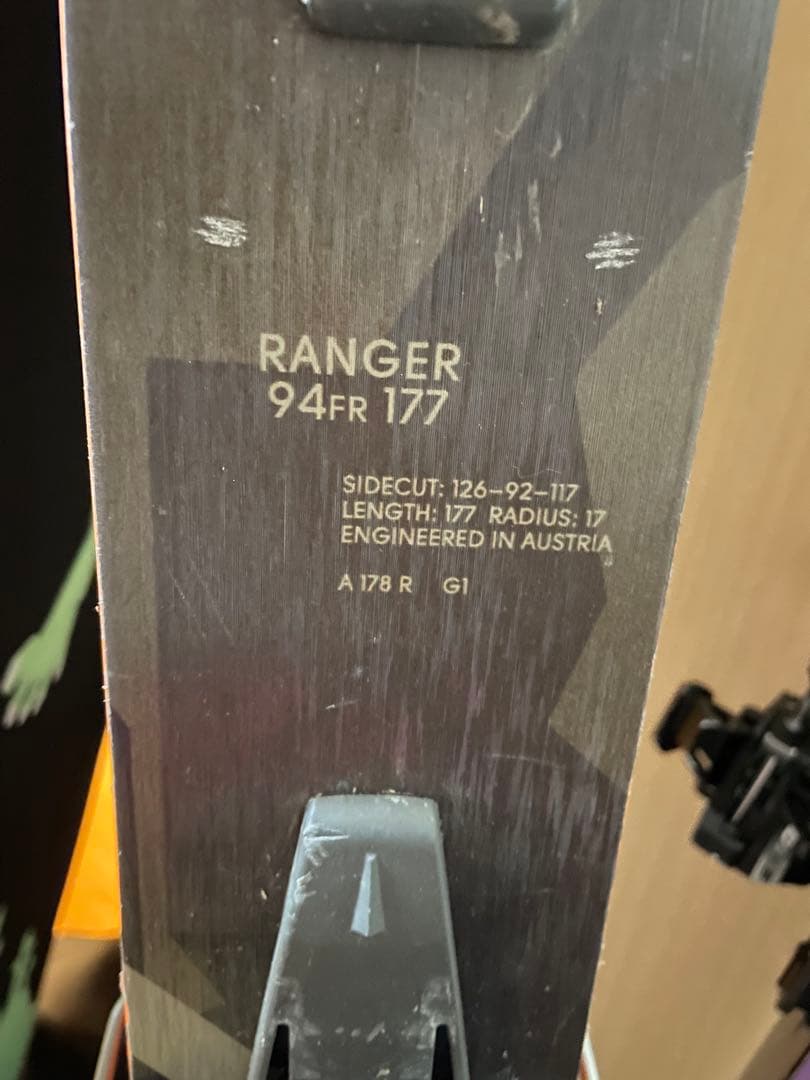 RANGER
94FR 177
SIDECUT: 126–92–117
LENGTH: 177 RADIUS: 17
ENGINEERED IN AUSTRIA
A 178 R G1